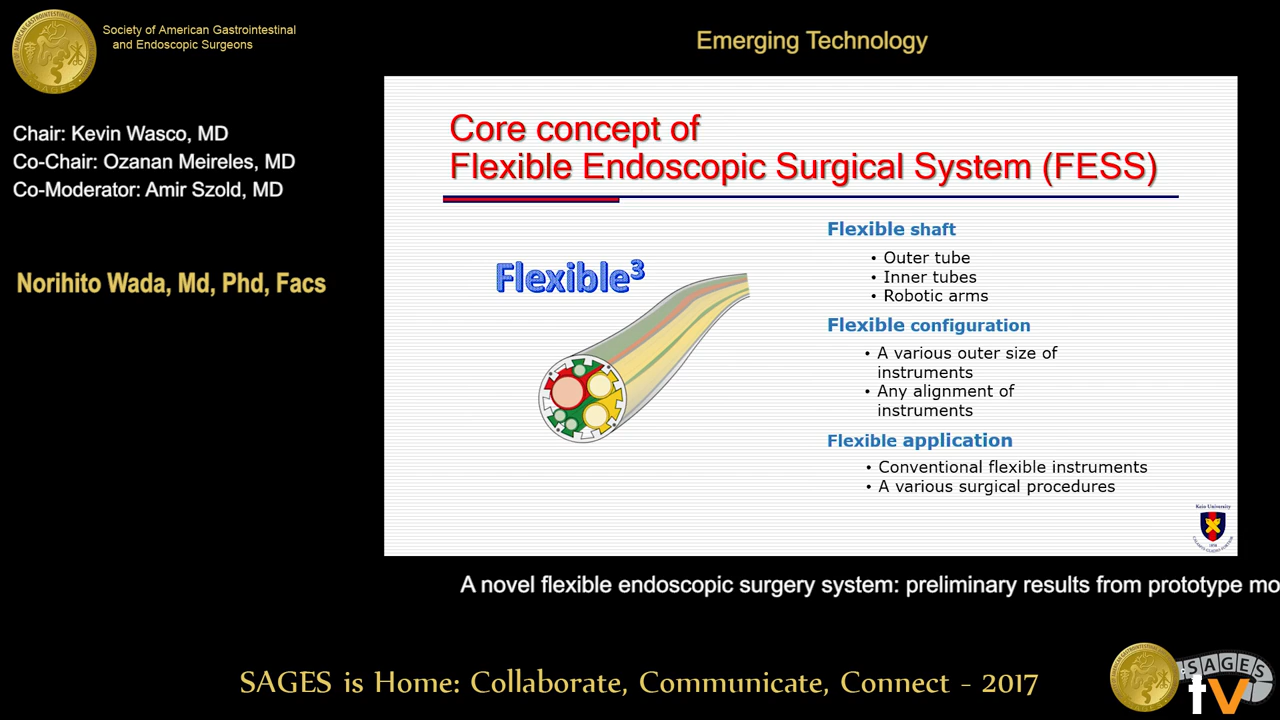 Society of American Gastrointestinal
and Endoscopic Surgeons
Emerging Technology
Chair: Kevin Wasco, MD
Co-Chair: Ozanan Meireles, MD
Co-Moderator: Amir Szold, MD
Norihito Wada, Md, Phd, Facs
Core concept of
Flexible Endoscopic Surgical System (FESS)
Flexible³
Flexible shaft
• Outer tube
• Inner tubes
• Robotic arms
Flexible configuration
• A various outer size of
instruments
• Any alignment of
instruments
Flexible application
• Conventional flexible instruments
• A various surgical procedures
Keio University
A novel flexible endoscopic surgery system: preliminary results from prototype mo
SAGES is Home: Collaborate, Communicate, Connect - 2017
SAGES
tv